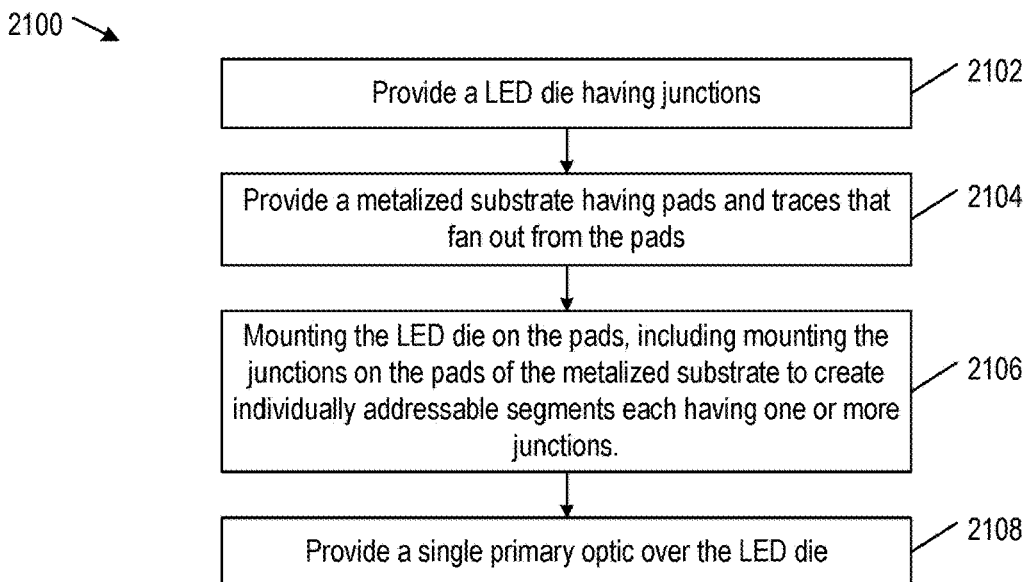 2100
Provide a LED die having junctions
2102
Provide a metalized substrate having pads and traces that
fan out from the pads
2104
Mounting the LED die on the pads, including mounting the
junctions on the pads of the metalized substrate to create
individually addressable segments each having one or more
junctions.
2106
Provide a single primary optic over the LED die
2108